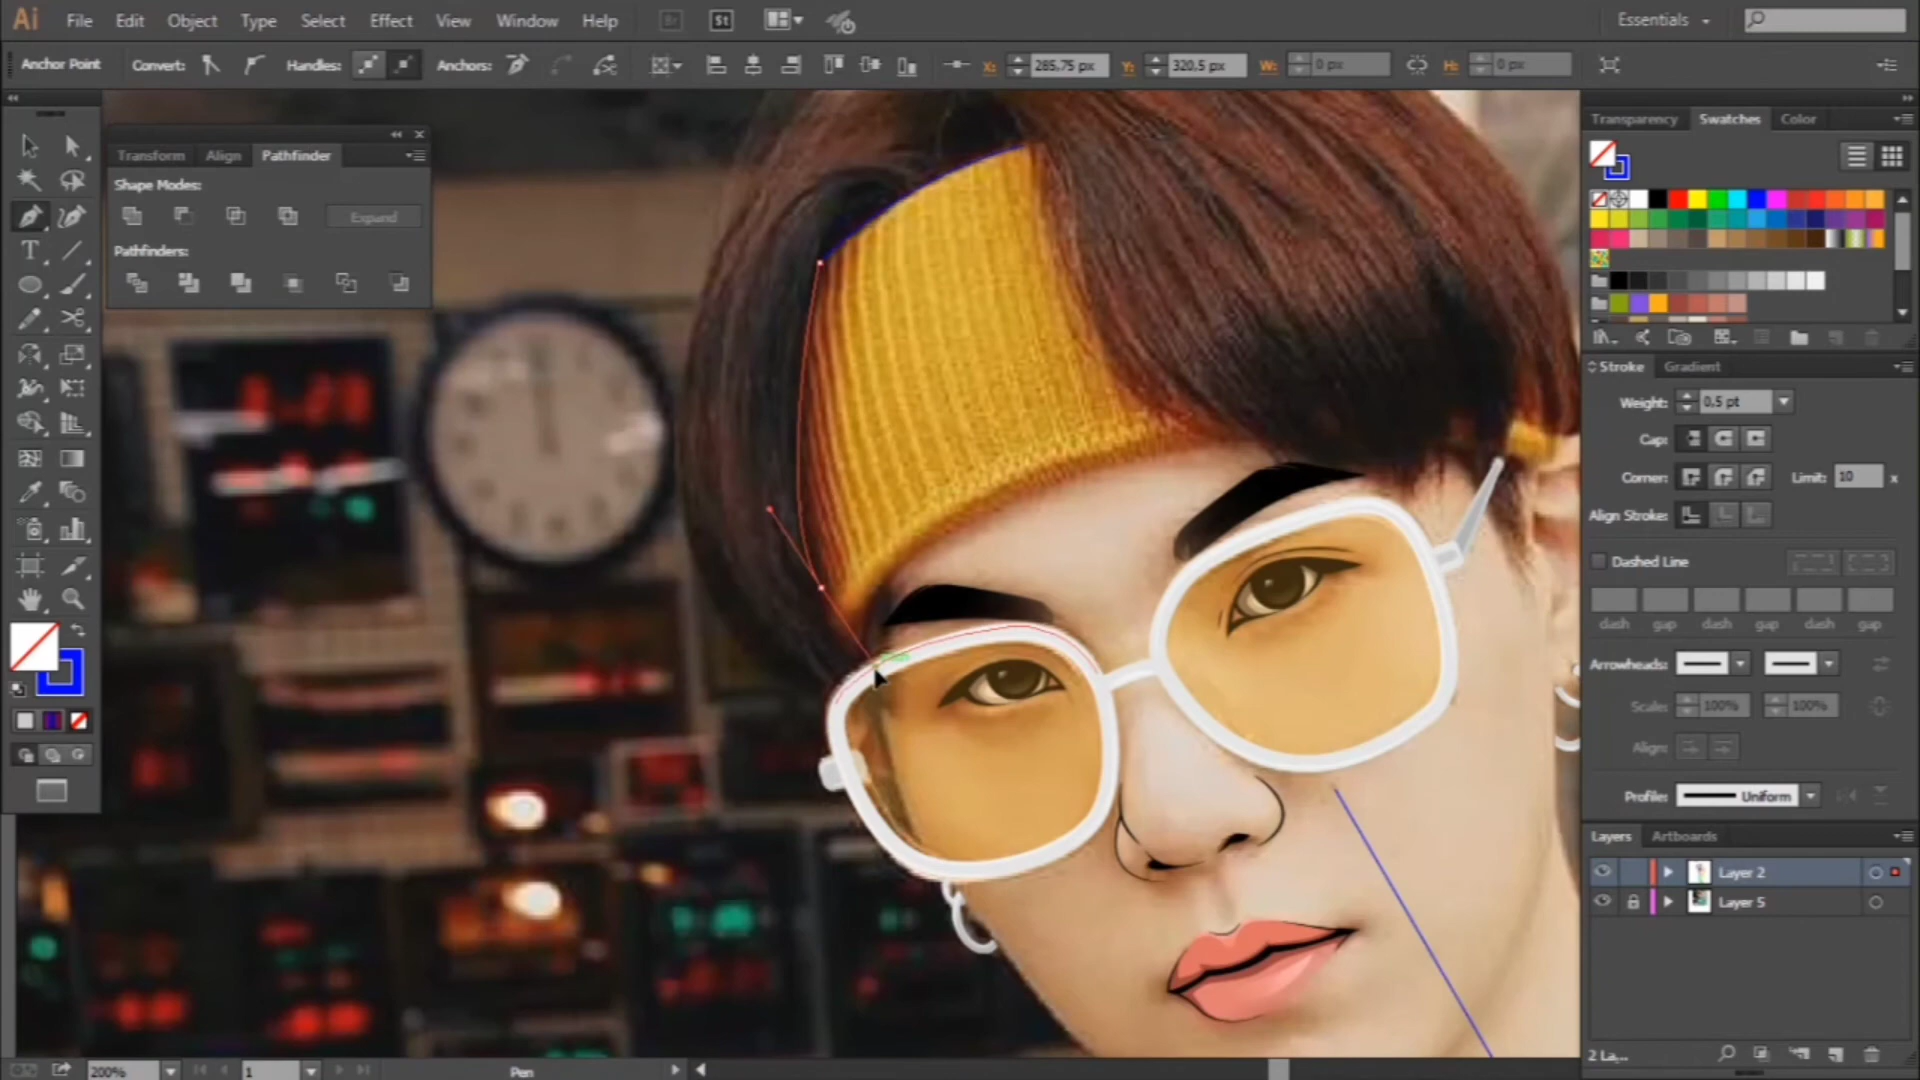 Ai File Edit Object Type Select Effect View Window Help Br St Essentials
Anchor Point Convert: Handles: Anchors: X: 285,75 px Y: 320,5 px W: 0 px H: 0 px
Transform Align Pathfinder
Shape Modes:
Expand
Pathfinders:
Transparency Swatches Color
Stroke Gradient
Weight: 0,5 pt
Cap:
Corner: Limit: 10 x
Align Stroke:
Dashed Line
dash gap dash gap dash gap
Arrowheads:
Scale: 100% 100%
Align:
Profile: Uniform
Layers Artboards
Layer 2
Layer 5
2 La...
200% 1 Pen